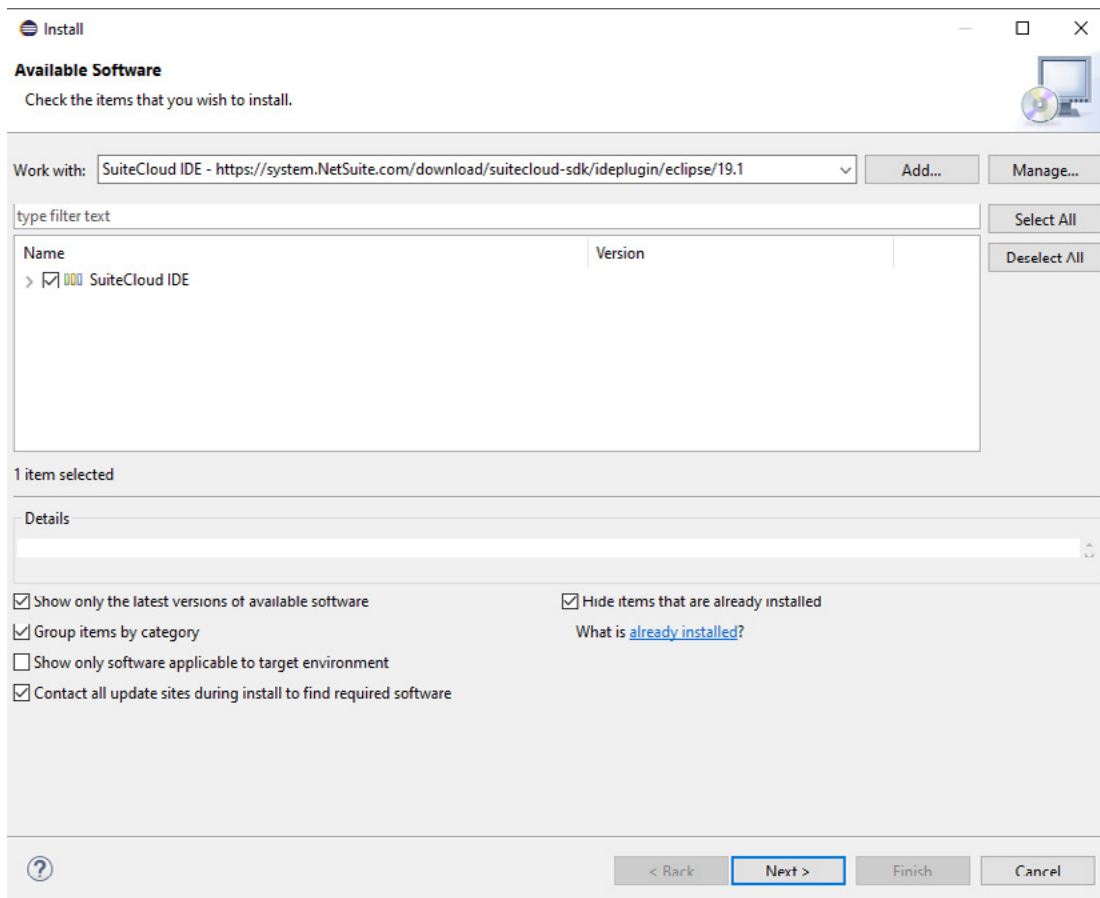 Install
Available Software
Check the items that you wish to install.
Work with: SuiteCloud IDE - https://system.NetSuite.com/download/suitecloud-sdk/ideplugin/eclipse/19.1 Add... Manage...
type filter text Select All
Name Version Deselect All
SuiteCloud IDE
1 item selected
Details
Show only the latest versions of available software Hide items that are already installed
Group items by category What is already installed?
Show only software applicable to target environment
Contact all update sites during install to find required software
? < Back Next > Finish Cancel